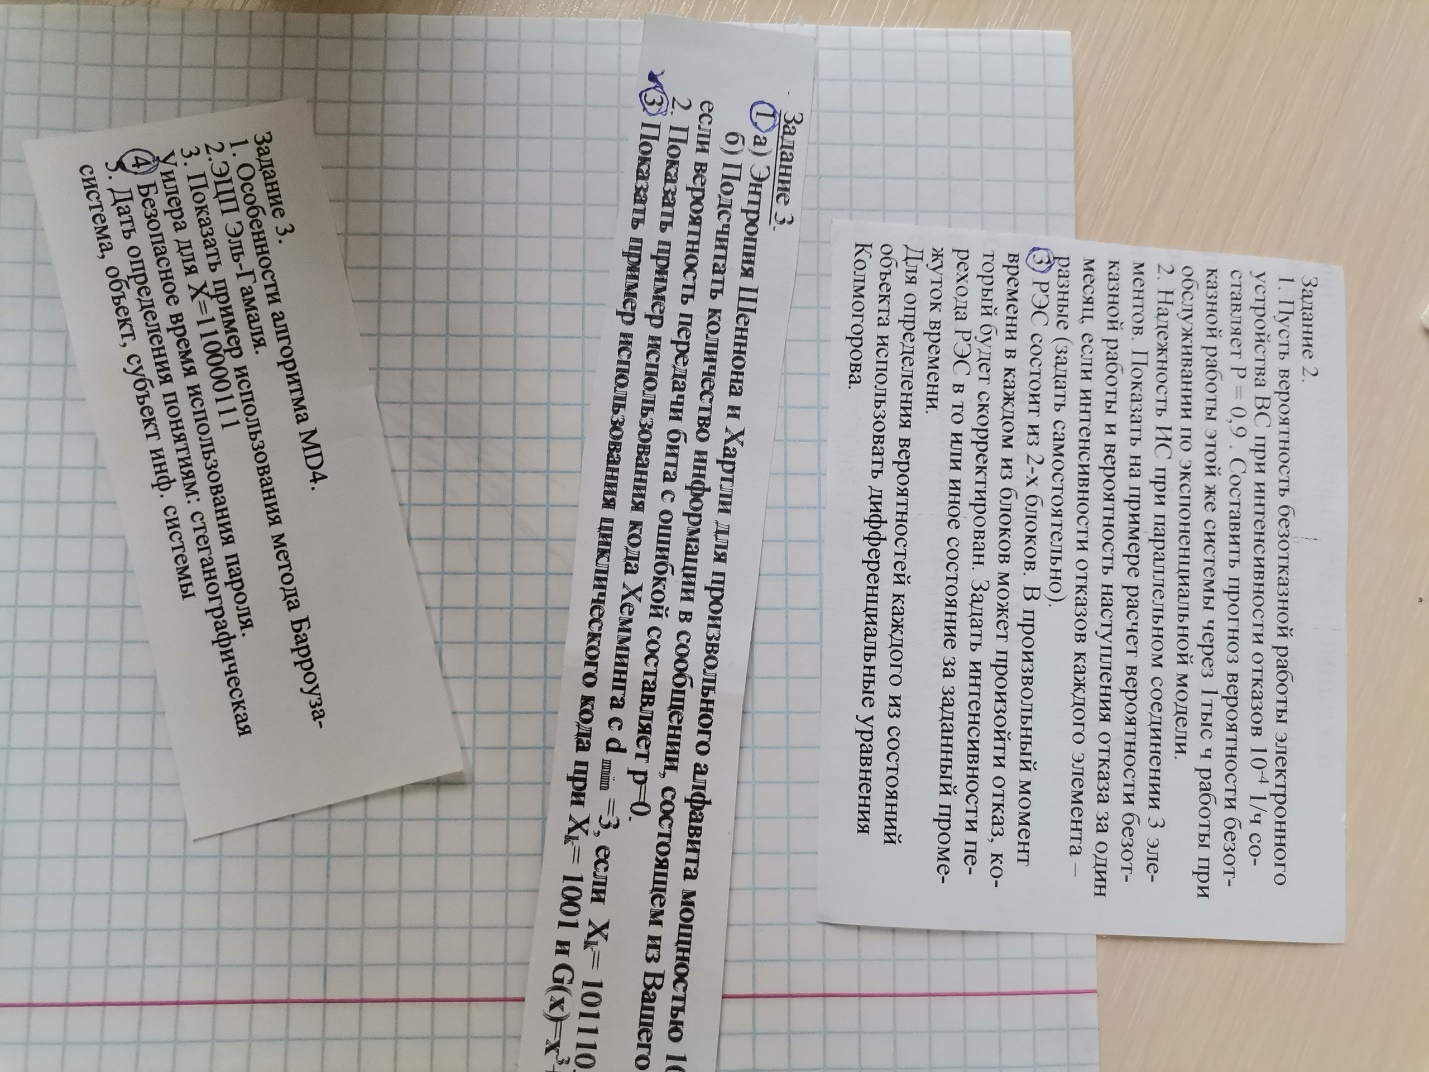 Задание 2.
1. Пусть вероятность безотказной работы электронного
устройства ВС при интенсивности отказов 10⁻⁴ 1/ч со-
ставляет P = 0,9 . Составить прогноз вероятности безот-
казной работы этой же системы через 1тыс ч работы при
обслуживании по экспоненциальной модели.
2. Надежность ИС при параллельном соединении 3 эле-
ментов. Показать на примере расчет вероятности безот-
казной работы и вероятность наступления отказа за один
месяц, если интенсивности отказов каждого элемента –
разные (задать самостоятельно).
3. РЭС состоит из 2-х блоков. В произвольный момент
времени в каждом из блоков может произойти отказ, ко-
торый будет скорректирован. Задать интенсивности пе-
рехода РЭС в то или иное состояние за заданный проме-
жуток времени.
Для определения вероятностей каждого из состояний
объекта использовать дифференциальные уравнения
Колмогорова.
Задание 3.
1. а) Энтропия Шеннона и Хартли для произвольного алфавита мощностью
б) Подсчитать количество информации в сообщении, состоящем из Вашего
если вероятность передачи бита с ошибкой составляет p=0.
2. Показать пример использования кода Хемминга с d min =3, если Xk= 101110
3. Показать пример использования циклического кода при Xk= 1001 и G(x)=x³+
Задание 3.
1. Особенности алгоритма MD4.
2.ЭЦП Эль-Гамаля.
3. Показать пример использования метода Барроуза-
Уилера для X=110000111
4. Безопасное время использования пароля.
5. Дать определения понятиям: стеганографическая
система, объект, субъект инф. системы